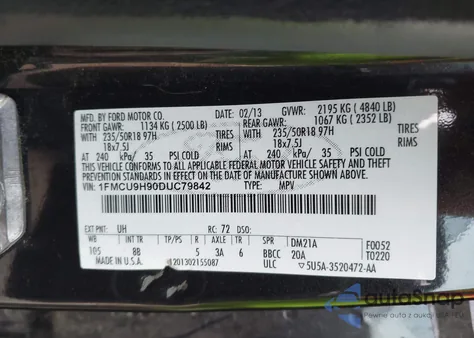 MFD. BY FORD MOTOR CO.
DATE: 02/13 GVWR: 2195 KG ( 4840 LB)
FRONT GAWR: 1134 KG ( 2500 LB) REAR GAWR: 1067 KG ( 2352 LB)
WITH TIRES WITH TIRES
235/50R18 97H 235/50R18 97H
18x7.5J RIMS 18x7.5J RIMS
AT 240 kPa/ 35 PSI COLD AT 240 kPa/ 35 PSI COLD
THIS VEHICLE CONFORMS TO ALL APPLICABLE FEDERAL MOTOR VEHICLE SAFETY
AND THEFT PREVENTION STANDARDS IN EFFECT ON THE DATE OF MANUFACTURE SHOWN ABOVE.
VIN: 1FMCU9H90DUC79842
TYPE: MPV
EXT PNT: UH RC: 72 DSO:
WB INT TR TP/PS R AXLE TR SPR DM21A F0052
105 8B 5 3A 6 BBCC 20A T0220
1201302155087 ULC 5U5A-3520472-AA
autoSnap